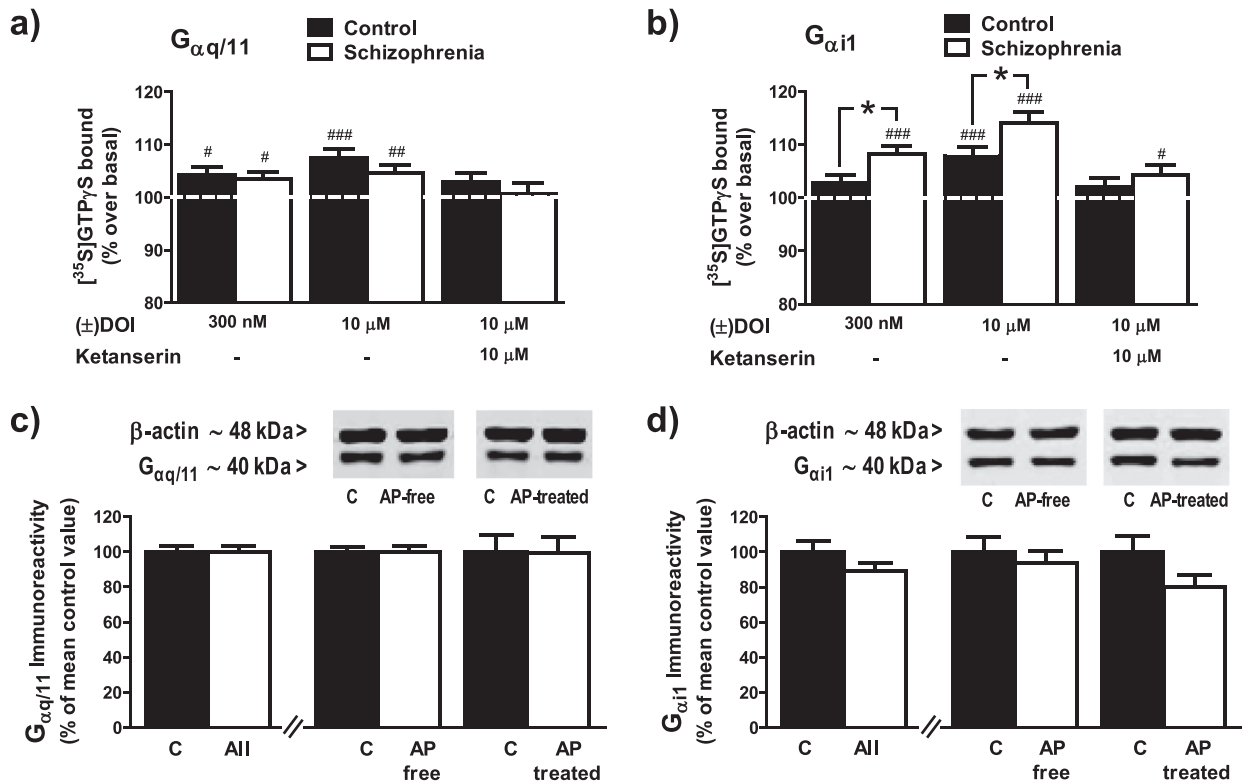 a)
G αq/11
Control
Schizophrenia
[35S]GTPγS bound
(% over basal)
120
110
100
90
80
# # ### ##
(±)DOI 300 nM 10 μM 10 μM
Ketanserin - - 10 μM
b)
G αi1
Control
Schizophrenia
[35S]GTPγS bound
(% over basal)
120
110
100
90
80
* *
### ### ### #
(±)DOI 300 nM 10 μM 10 μM
Ketanserin - - 10 μM
c)
β-actin ~ 48 kDa >
Gαq/11 ~ 40 kDa >
C AP-free C AP-treated
Gαq/11 Immunoreactivity
(% of mean control value)
120
100
80
60
40
20
0
C All C AP free C AP treated
d)
β-actin ~ 48 kDa >
Gαi1 ~ 40 kDa >
C AP-free C AP-treated
Gαi1 Immunoreactivity
(% of mean control value)
120
100
80
60
40
20
0
C All C AP free C AP treated